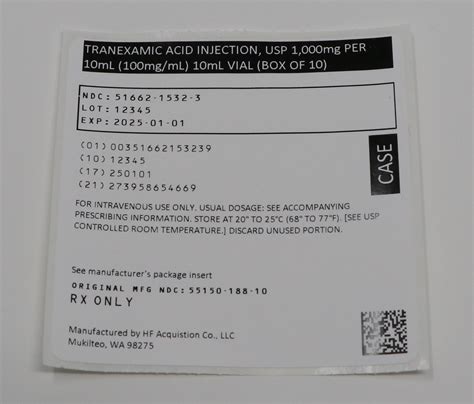 TRANEXAMIC ACID INJECTION, USP 1,000mg PER
10mL (100mg/mL) 10mL VIAL (BOX OF 10)
NDC: 51662-1532-3
LOT: 12345
EXP: 2025-01-01
(01) 00351662153239
(10) 12345
(17) 250101
(21) 273958654669
CASE
FOR INTRAVENOUS USE ONLY. USUAL DOSAGE: SEE ACCOMPANYING
PRESCRIBING INFORMATION. STORE AT 20° TO 25°C (68° TO 77°F). [SEE USP
CONTROLLED ROOM TEMPERATURE.] DISCARD UNUSED PORTION.
See manufacturer's package insert
ORIGINAL MFG NDC: 55150-188-10
RX ONLY
Manufactured by HF Acquistion Co., LLC
Mukilteo, WA 98275